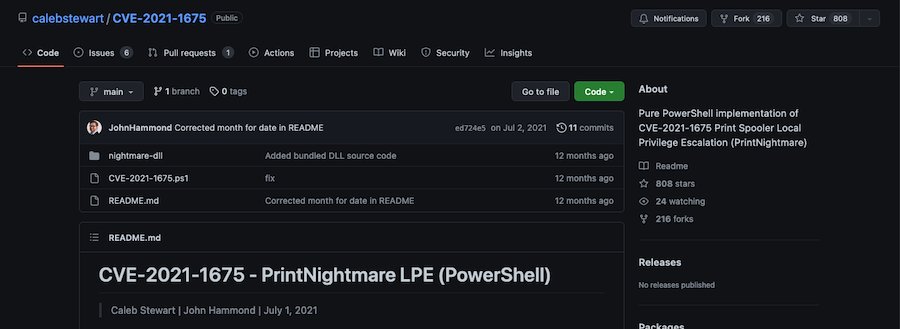 calebstewart / CVE-2021-1675 Public
Notifications Fork 216 Star 808
Code Issues 6 Pull requests 1 Actions Projects Wiki Security Insights
main 1 branch 0 tags Go to file Code
JohnHammond Corrected month for date in README ed724e5 on Jul 2, 2021 11 commits
nightmare-dll Added bundled DLL source code 12 months ago
CVE-2021-1675.ps1 fix 12 months ago
README.md Corrected month for date in README 12 months ago
README.md
CVE-2021-1675 - PrintNightmare LPE (PowerShell)
Caleb Stewart | John Hammond | July 1, 2021
About
Pure PowerShell implementation of
CVE-2021-1675 Print Spooler Local
Privilege Escalation (PrintNightmare)
Readme
808 stars
24 watching
216 forks
Releases
No releases published
Packages